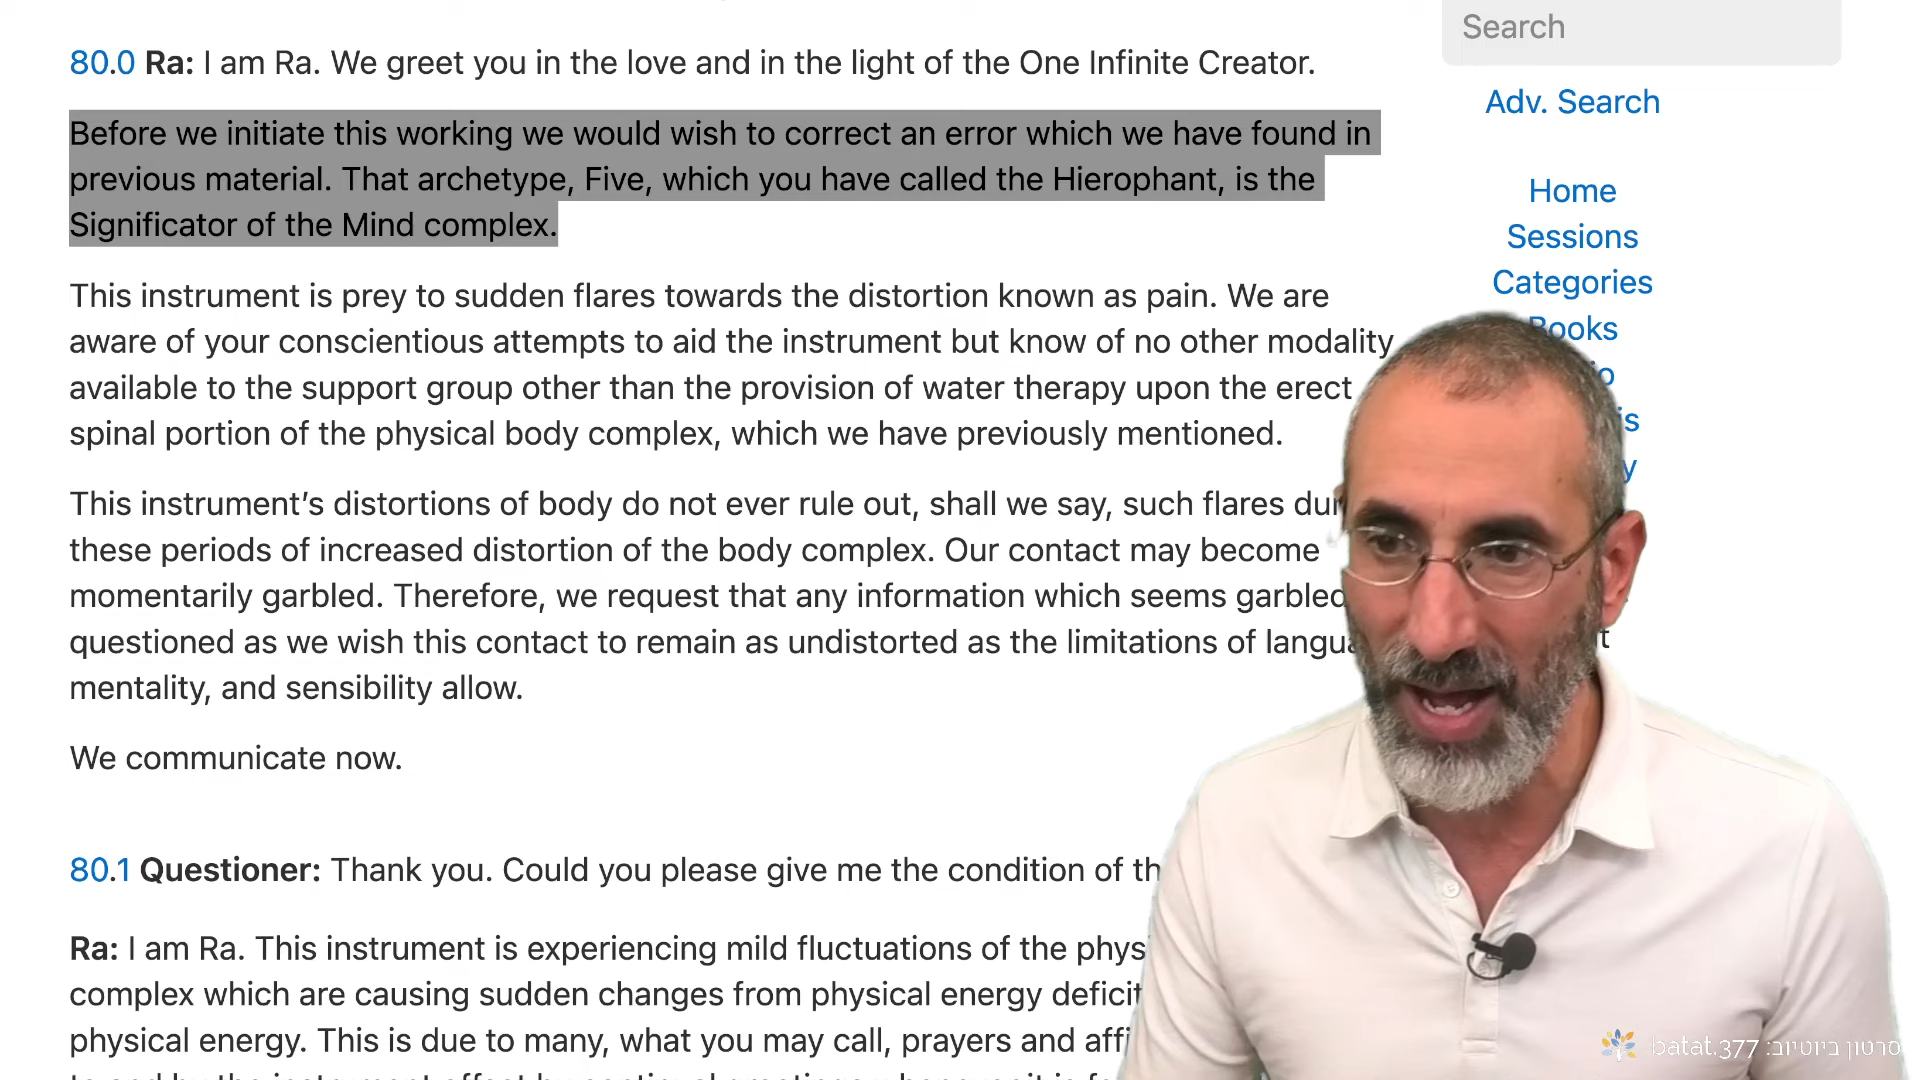 80.0 Ra: I am Ra. We greet you in the love and in the light of the One Infinite Creator.
Before we initiate this working we would wish to correct an error which we have found in
previous material. That archetype, Five, which you have called the Hierophant, is the
Significator of the Mind complex.
This instrument is prey to sudden flares towards the distortion known as pain. We are
aware of your conscientious attempts to aid the instrument but know of no other modality
available to the support group other than the provision of water therapy upon the erect
spinal portion of the physical body complex, which we have previously mentioned.
This instrument’s distortions of body do not ever rule out, shall we say, such flares
these periods of increased distortion of the body complex. Our contact may become
momentarily garbled. Therefore, we request that any information which seems garbled
questioned as we wish this contact to remain as undistorted as the limitations of
mentality, and sensibility allow.
We communicate now.
80.1 Questioner: Thank you. Could you please give me the condition of
Ra: I am Ra. This instrument is experiencing mild fluctuations of the
complex which are causing sudden changes from physical energy
physical energy. This is due to many, what you may call, prayers and
Search
Adv. Search
Home
Sessions
Categories
Books
סרטון ביוטיוב: batat.377